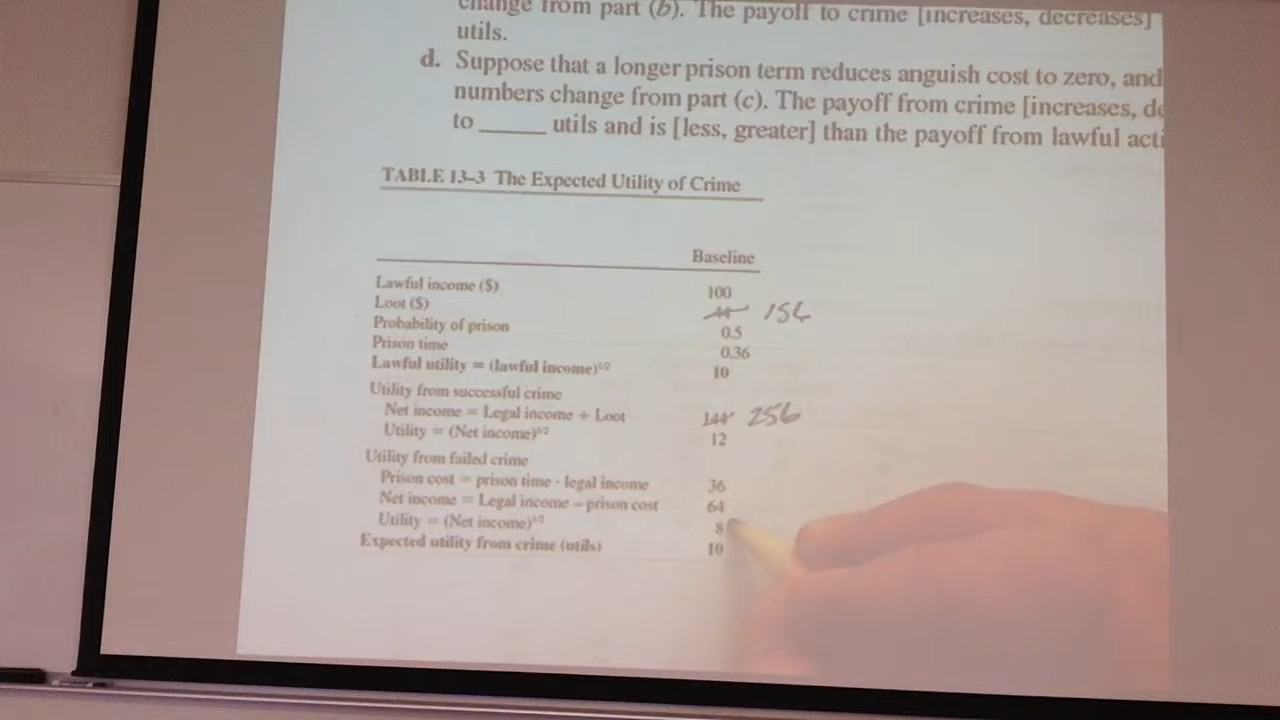 change from part (b). The payoff to crime [increases, decreases]
utils.
d. Suppose that a longer prison term reduces anguish cost to zero, and
numbers change from part (c). The payoff from crime [increases, de
to _____ utils and is [less, greater] than the payoff from lawful acti
TABLE 13–3 The Expected Utility of Crime
Baseline
Lawful income ($) 100
Loot ($) 44 156
Probability of prison 0.5
Prison time 0.36
Lawful utility = (lawful income)1/2 10
Utility from successful crime
Net income = Legal income + Loot 144 256
Utility = (Net income)1/2 12
Utility from failed crime
Prison cost = prison time · legal income 36
Net income = Legal income – prison cost 64
Utility = (Net income)1/2 8
Expected utility from crime (utils) 10